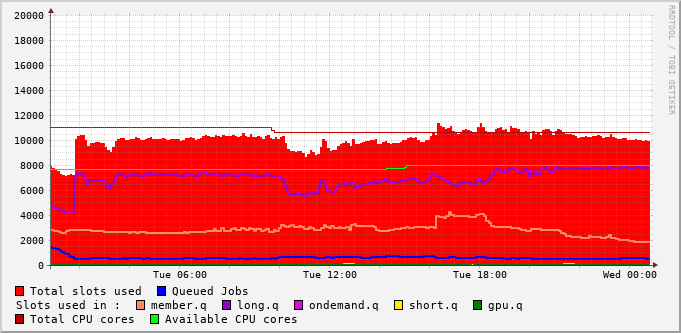 20000
18000
16000
14000
12000
10000
8000
6000
4000
2000
0
Tue 06:00 Tue 12:00 Tue 18:00 Wed 00:00
Total slots used Queued Jobs
Slots used in : member.q long.q ondemand.q short.q gpu.q
Total CPU cores Available CPU cores
RRDTOOL / TOBI OETIKER